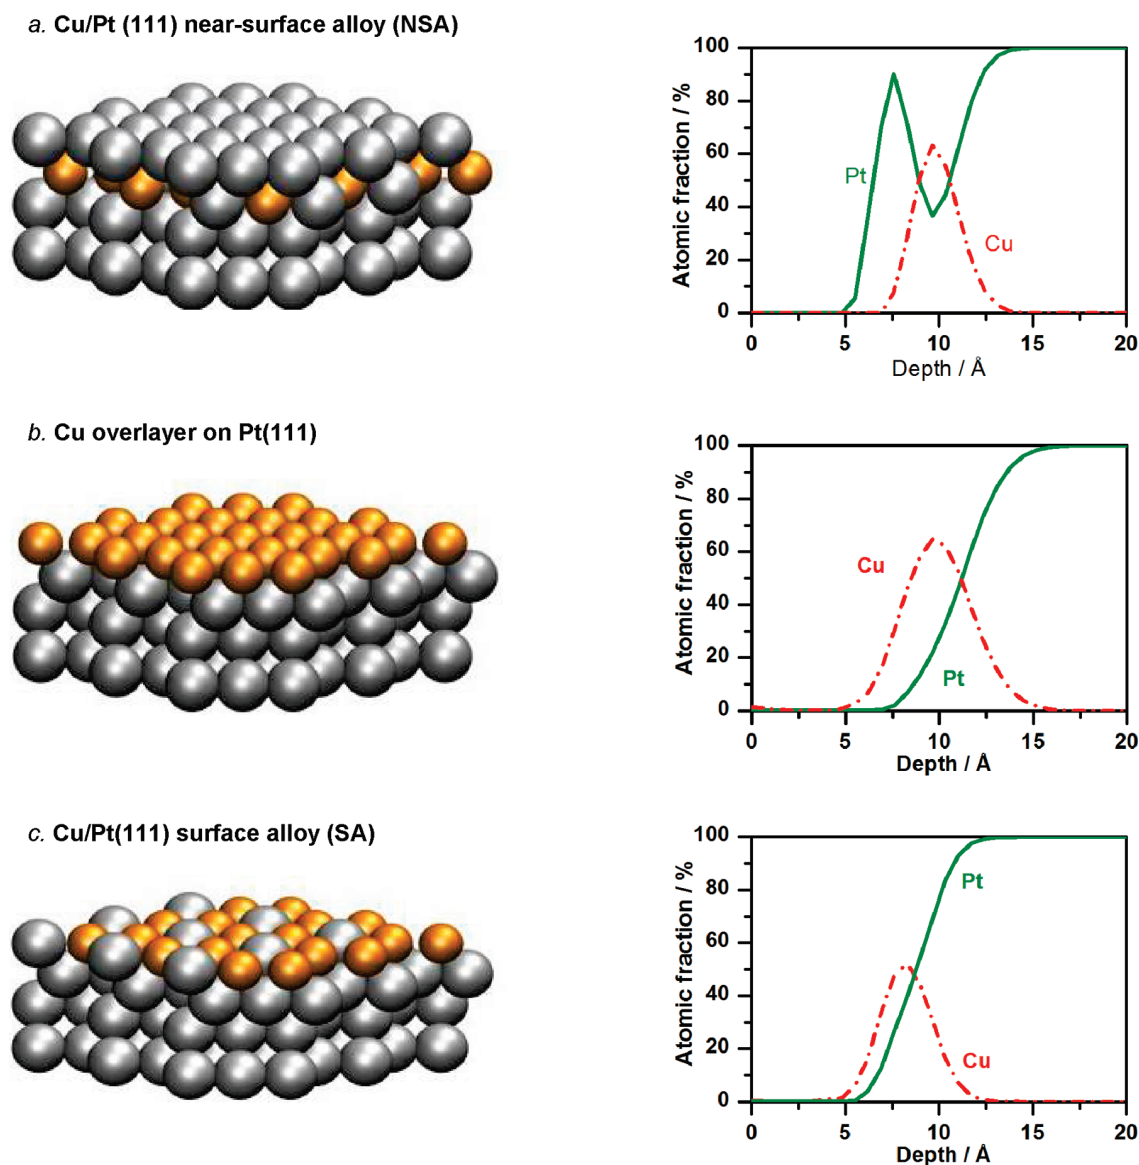 a. Cu/Pt (111) near-surface alloy (NSA)
Atomic fraction / %
100
80
60
40
20
0
Pt
Cu
0 5 10 15 20
Depth / Å
b. Cu overlayer on Pt(111)
Atomic fraction / %
100
80
60
40
20
0
Cu
Pt
0 5 10 15 20
Depth / Å
c. Cu/Pt(111) surface alloy (SA)
Atomic fraction / %
100
80
60
40
20
0
Pt
Cu
0 5 10 15 20
Depth / Å